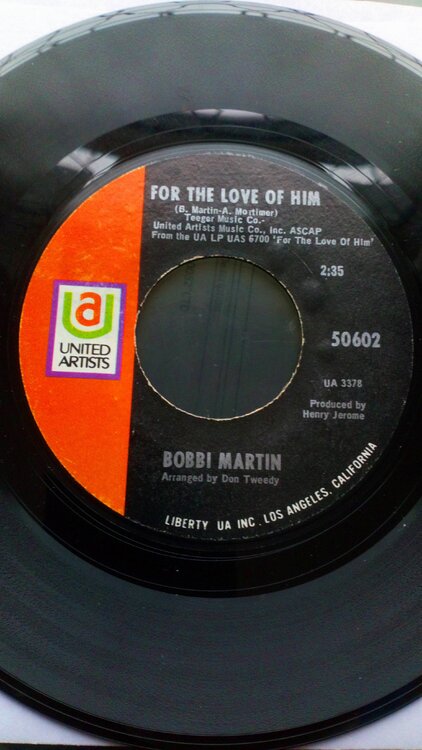 FOR THE LOVE OF HIM
(B. Martin-A. Mortimer)
Teeger Music Co.-
United Artists Music Co., Inc. ASCAP
From the UA LP UAS 6700 'For The Love Of Him'
2:35
50602
UA 3378
Produced by
Henry Jerome
ua
UNITED
ARTISTS
BOBBI MARTIN
Arranged by Don Tweedy
LIBERTY UA INC. LOS ANGELES, CALIFORNIA